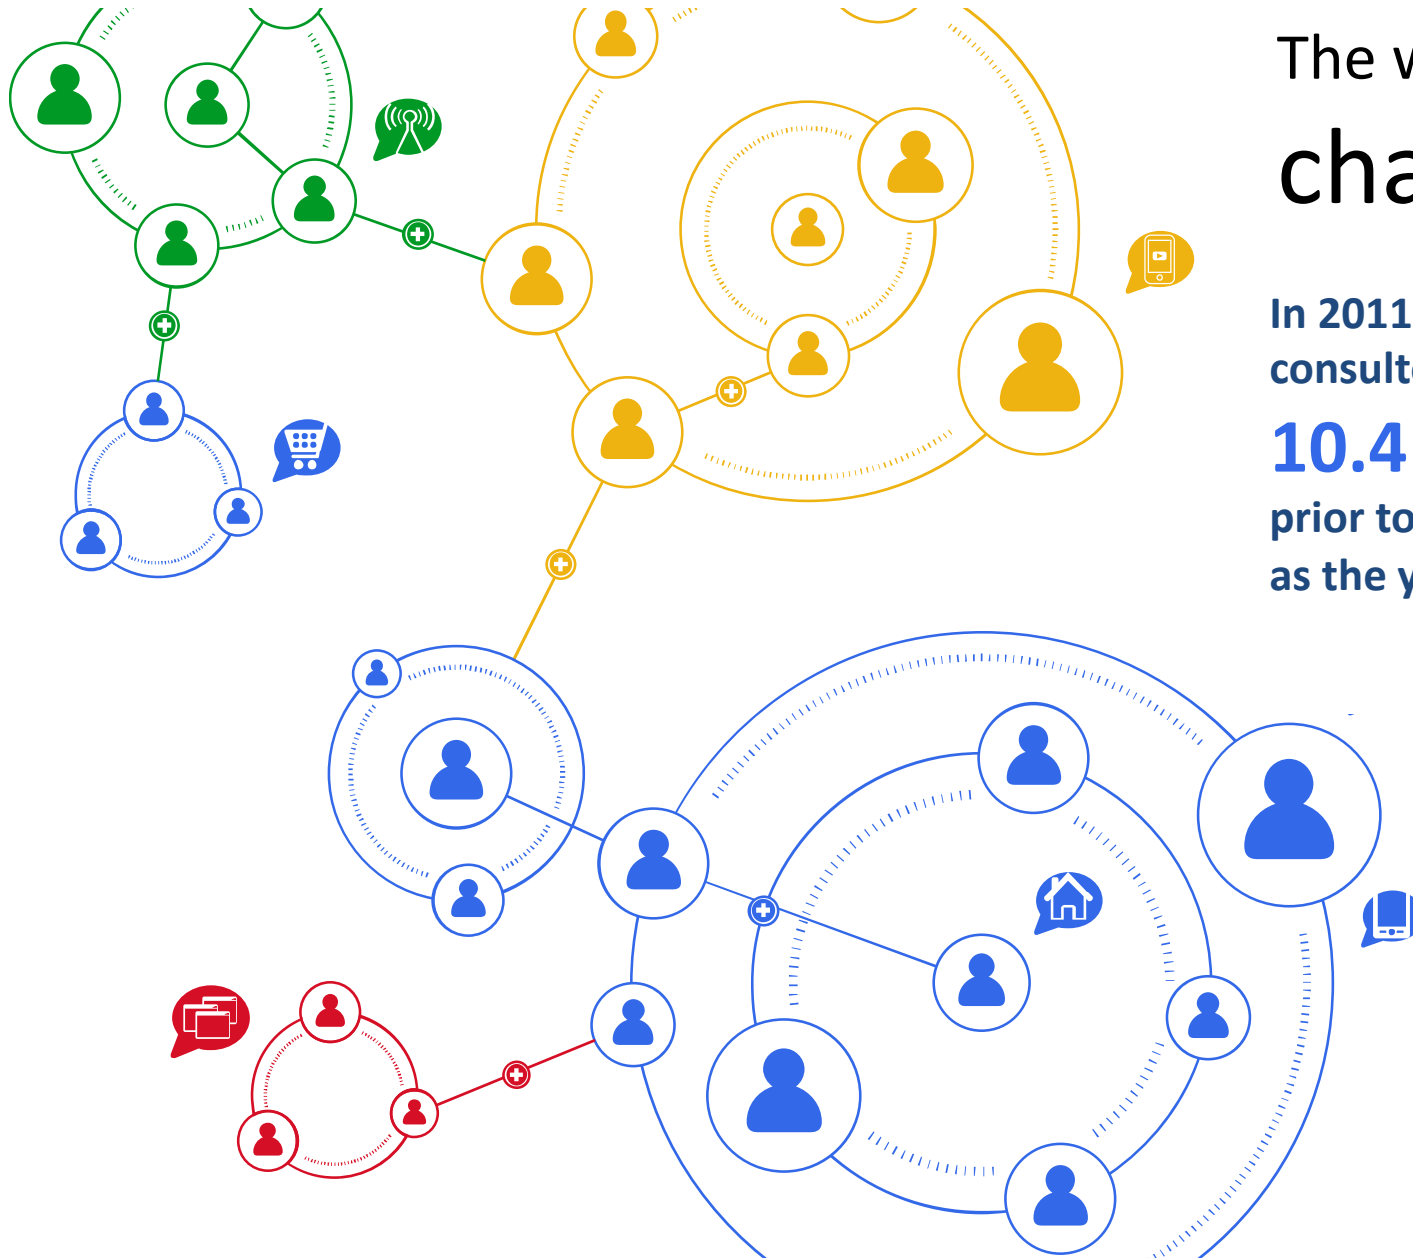 The
cha
In 2011
consult
10.4
prior to
as the y